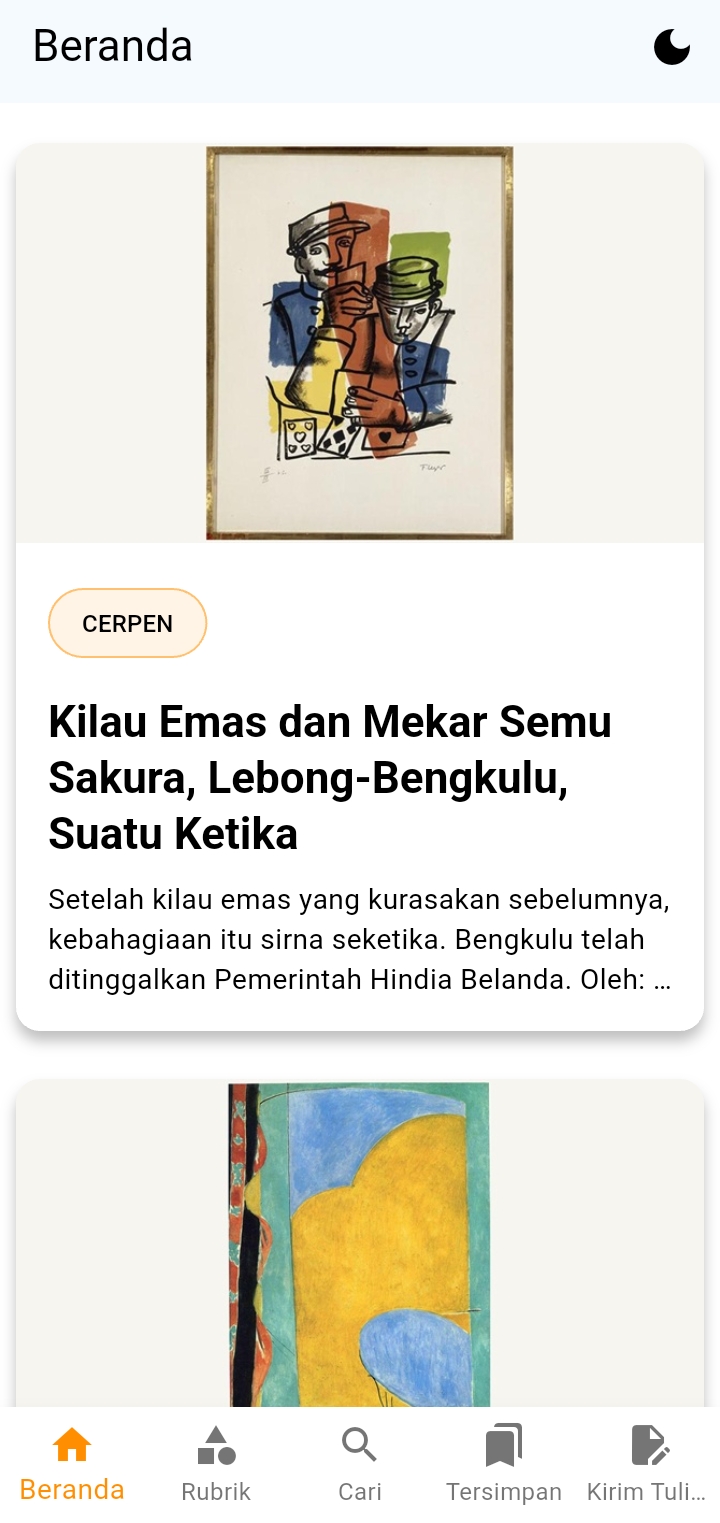 Beranda
CERPEN
Kilau Emas dan Mekar Semu
Sakura, Lebong-Bengkulu,
Suatu Ketika
Setelah kilau emas yang kurasakan sebelumnya,
kebahagiaan itu sirna seketika. Bengkulu telah
ditinggalkan Pemerintah Hindia Belanda. Oleh: ...
Beranda
Rubrik
Cari
Tersimpan
Kirim Tuli...